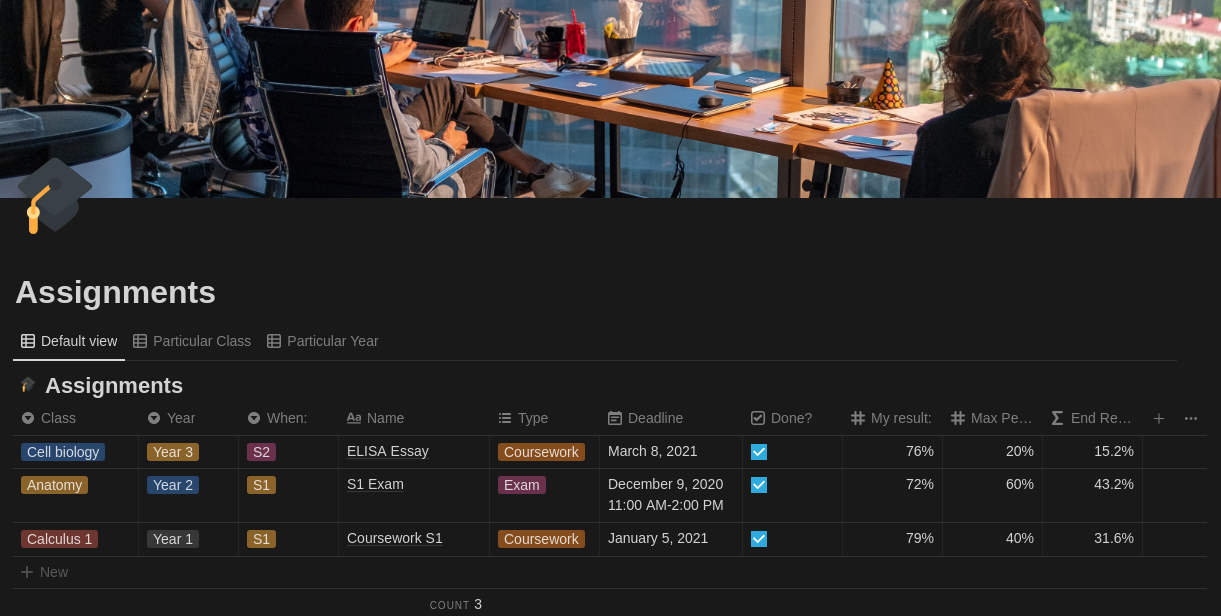 Assignments
Default view Particular Class Particular Year
Assignments
Class Year When: Name Type Deadline Done? My result: Max Pe… End Re…
Cell biology Year 3 S2 ELISA Essay Coursework March 8, 2021 76% 20% 15.2%
Anatomy Year 2 S1 S1 Exam Exam December 9, 2020 72% 60% 43.2%
11:00 AM-2:00 PM
Calculus 1 Year 1 S1 Coursework S1 Coursework January 5, 2021 79% 40% 31.6%
New
COUNT 3